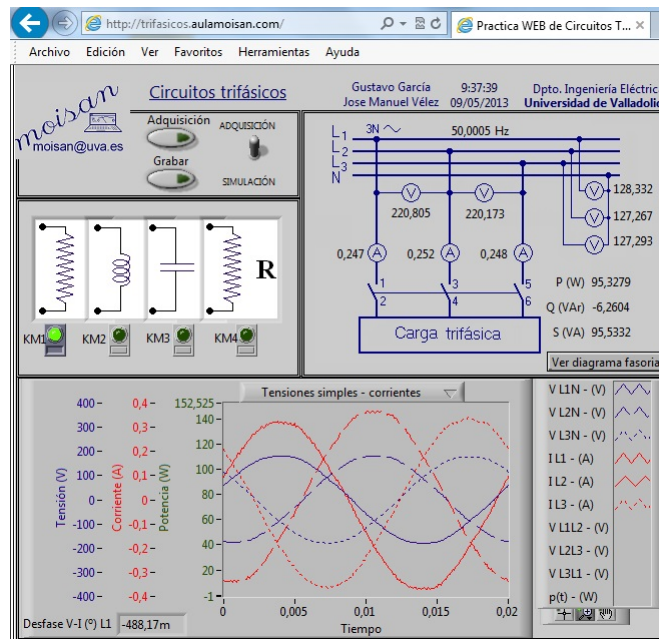 http://trifasicos.aulamoisan.com/
Practica WEB de Circuitos T...
Archivo Edición Ver Favoritos Herramientas Ayuda
moisan
moisan@uva.es
Circuitos trifásicos
Gustavo García
Jose Manuel Vélez
9:37:39
09/05/2013
Dpto. Ingeniería Eléctric
Universidad de Valladolid
Adquisición
ADQUISICIÓN
Grabar
SIMULACIÓN
L1 3N 50,0005 Hz
L2
L3
N
V V
220,805 220,173
V 128,332
V 127,267
V 127,293
0,247 A 0,252 A 0,248 A
1 3 5
2 4 6
Carga trifásica
P (W) 95,3279
Q (VAr) -6,2604
S (VA) 95,5332
Ver diagrama fasoria
R
KM1 KM2 KM3 KM4
Tensiones simples - corrientes
Tensión (V)
400
300
200
100
0
-100
-200
-300
-400
Corriente (A)
0,4
0,3
0,2
0,1
0
-0,1
-0,2
-0,3
-0,4
Potencia (W)
152,525
140
120
100
80
60
40
20
-1
0 0,005 0,01 0,015 0,02
Tiempo
Desfase V-I (º) L1 -488,17m
V L1N - (V)
V L2N - (V)
V L3N - (V)
I L1 - (A)
I L2 - (A)
I L3 - (A)
V L1L2 - (V)
V L2L3 - (V)
V L3L1 - (V)
p(t) - (W)